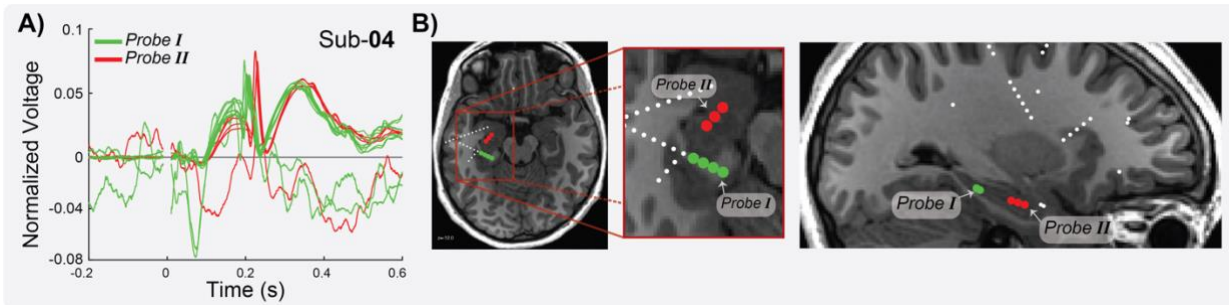 A)
Probe I
Probe II
Sub-04
0.1
0.05
0
-0.04
-0.08
Normalized Voltage
-0.2
0
0.2
0.4
0.6
Time (s)
B)
Probe II
Probe I
Probe I
Probe II